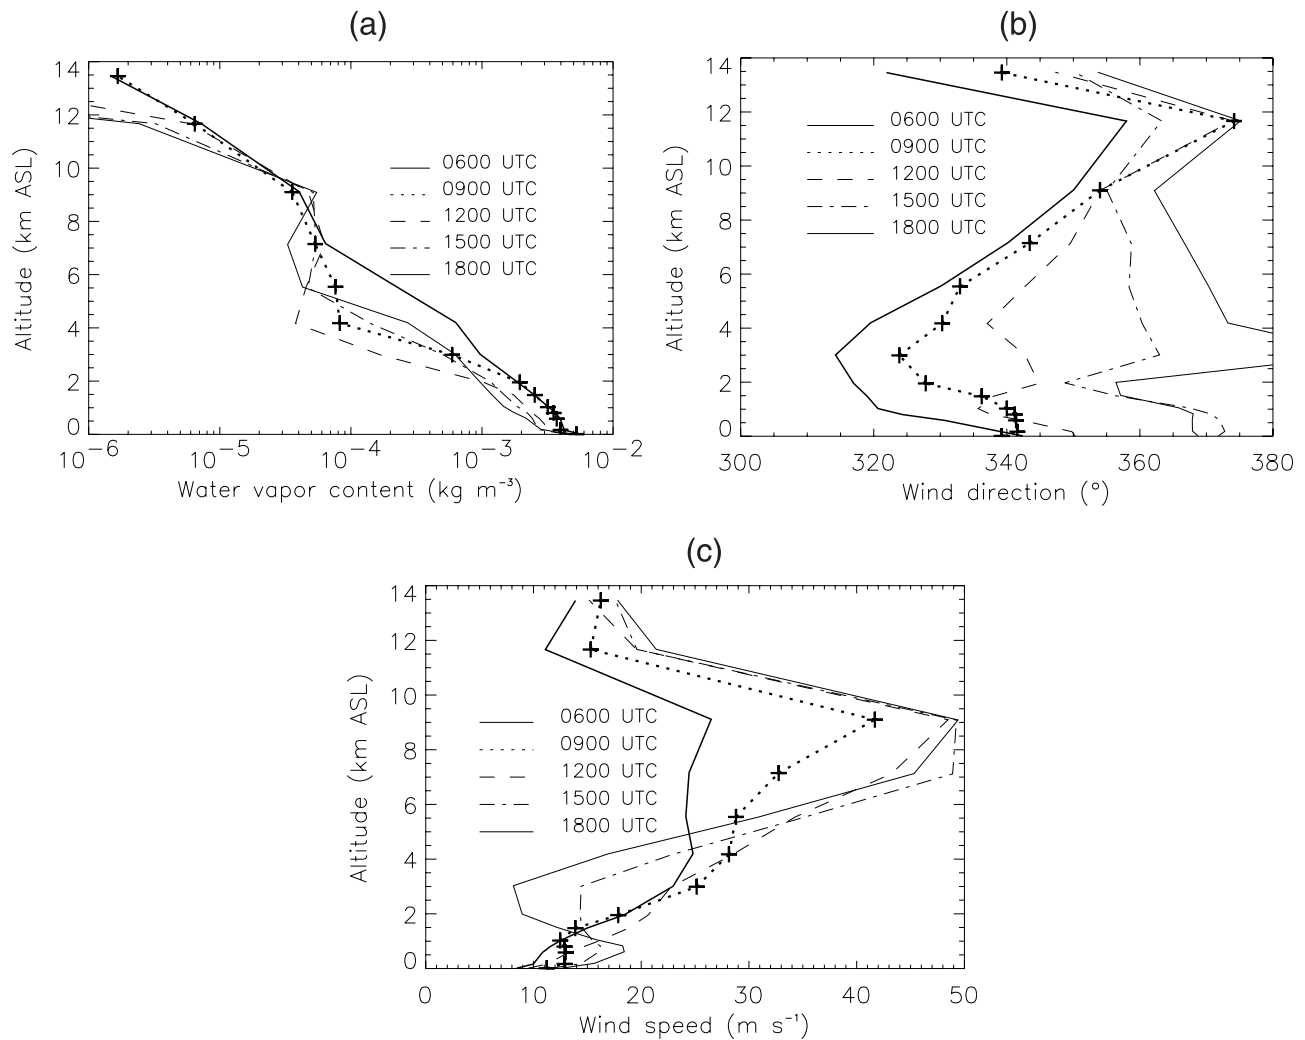 (a)
14
12
10
8
6
4
2
0
Altitude (km ASL)
0600 UTC
0900 UTC
1200 UTC
1500 UTC
1800 UTC
10⁻⁶ 10⁻⁵ 10⁻⁴ 10⁻³ 10⁻²
Water vapor content (kg m⁻³)
(b)
14
12
10
8
6
4
2
0
Altitude (km ASL)
0600 UTC
0900 UTC
1200 UTC
1500 UTC
1800 UTC
300 320 340 360 380
Wind direction (°)
(c)
14
12
10
8
6
4
2
0
Altitude (km ASL)
0600 UTC
0900 UTC
1200 UTC
1500 UTC
1800 UTC
0 10 20 30 40 50
Wind speed (m s⁻¹)